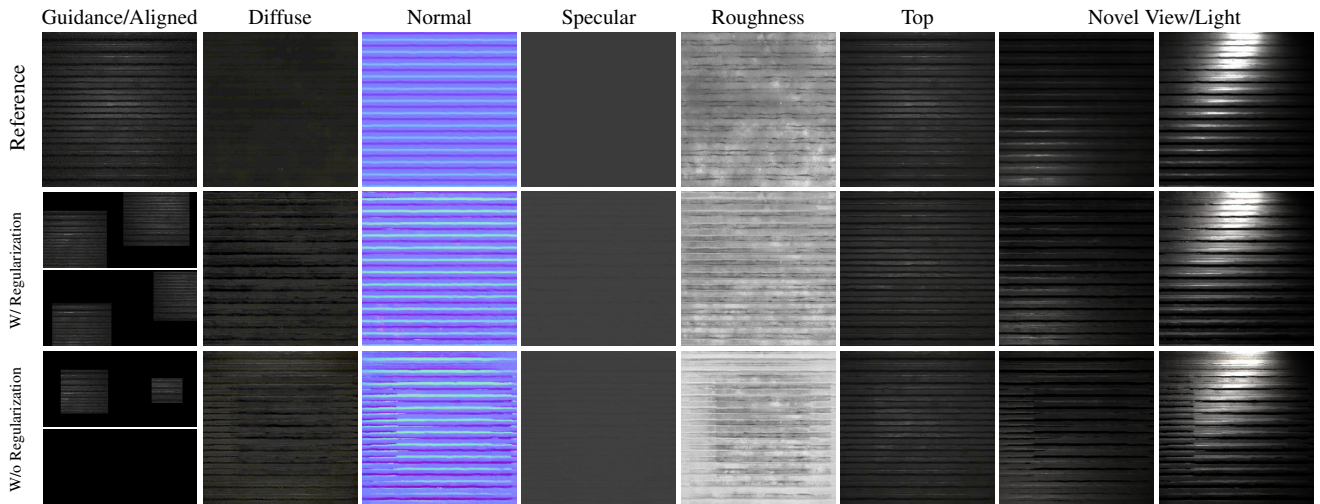 Guidance/Aligned Diffuse Normal Specular Roughness Top Novel View/Light
Reference
W/ Regularization
W/o Regularization